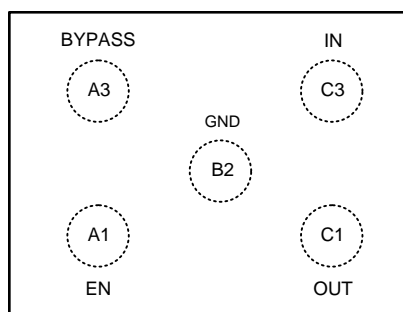 BYPASS IN
A3 C3
GND
B2
A1 C1
EN OUT